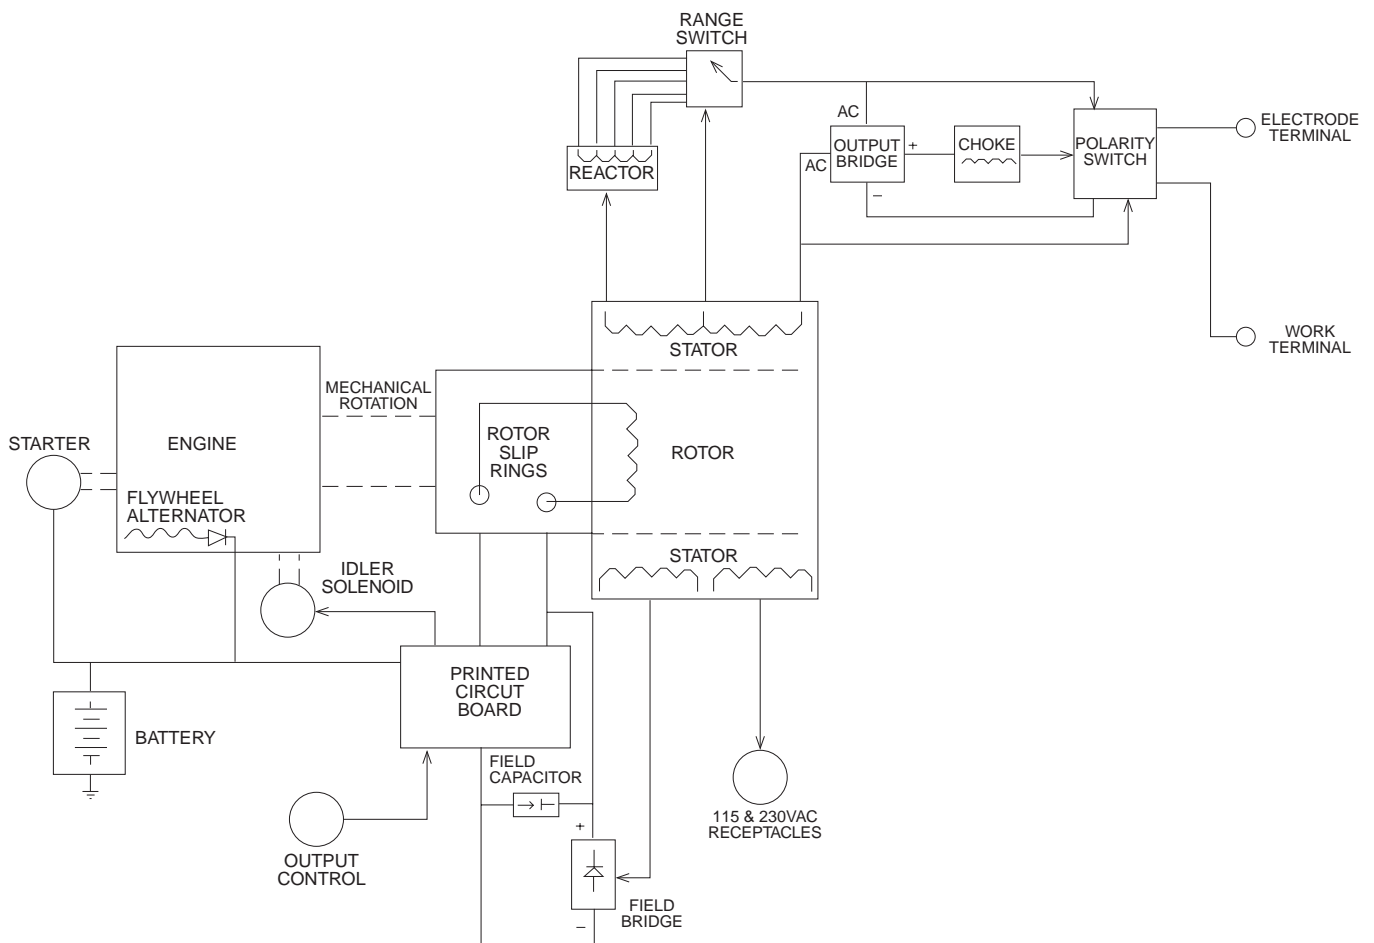 RANGE
SWITCH
AC
OUTPUT
BRIDGE
+
CHOKE
POLARITY
SWITCH
ELECTRODE
TERMINAL
AC
–
REACTOR
WORK
TERMINAL
STATOR
MECHANICAL
ROTATION
STARTER
ENGINE
ROTOR
SLIP
RINGS
ROTOR
FLYWHEEL
ALTERNATOR
STATOR
IDLER
SOLENOID
PRINTED
CIRCUT
BOARD
BATTERY
FIELD
CAPACITOR
115 & 230VAC
RECEPTACLES
+
OUTPUT
CONTROL
FIELD
BRIDGE
–